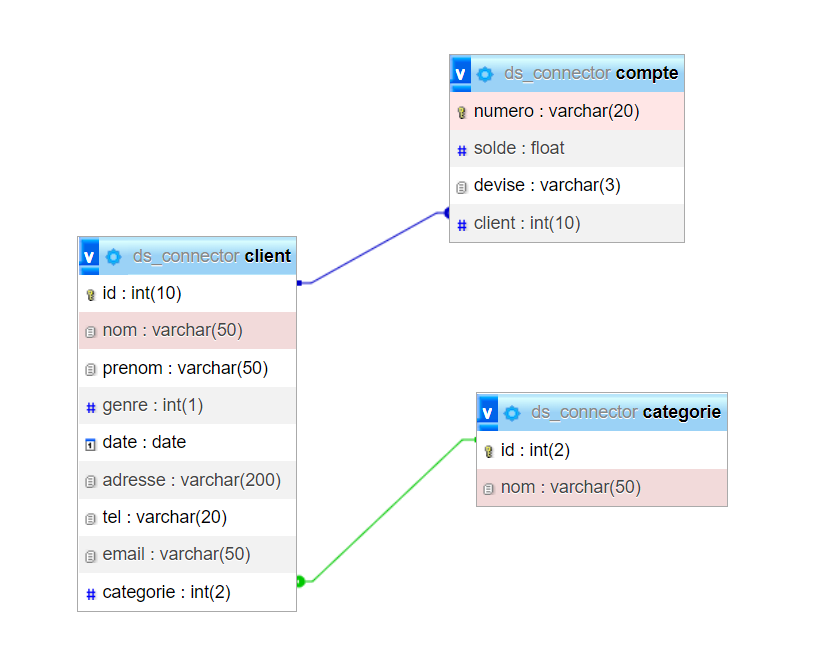 v ds_connector compte
numero : varchar(20)
# solde : float
devise : varchar(3)
# client : int(10)
v ds_connector client
id : int(10)
nom : varchar(50)
prenom : varchar(50)
# genre : int(1)
date : date
adresse : varchar(200)
tel : varchar(20)
email : varchar(50)
# categorie : int(2)
v ds_connector categorie
id : int(2)
nom : varchar(50)